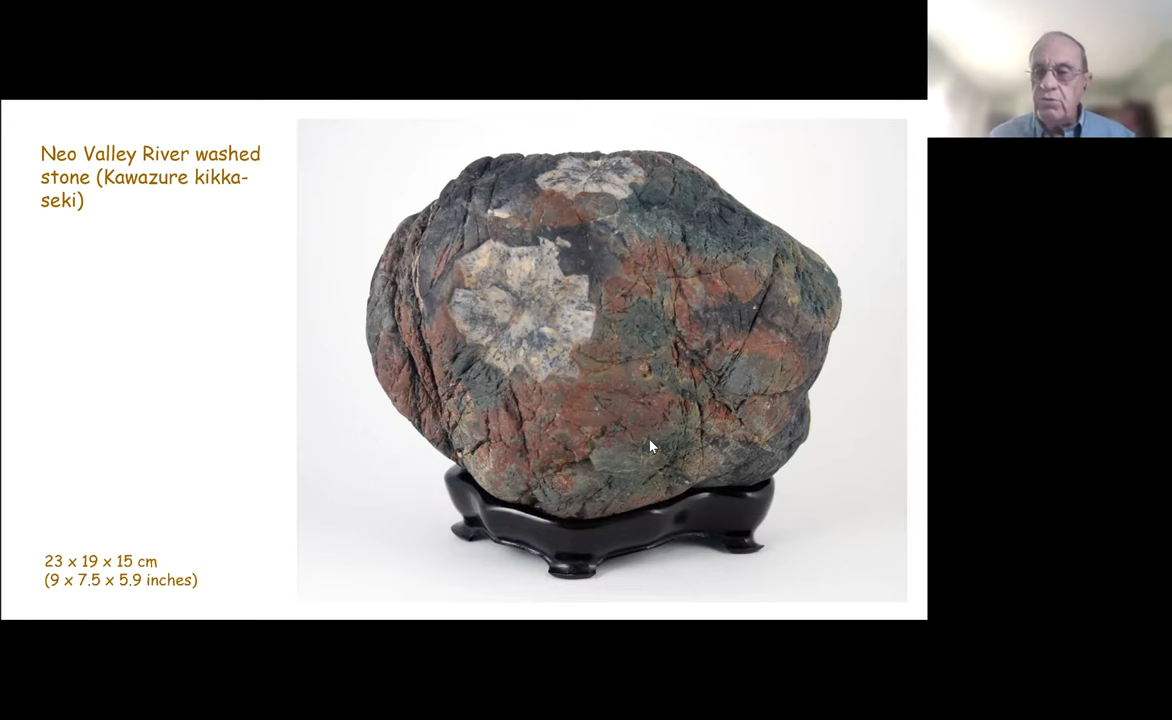 Neo Valley River washed
stone (Kawazure kikka-
seki)
23 x 19 x 15 cm
(9 x 7.5 x 5.9 inches)